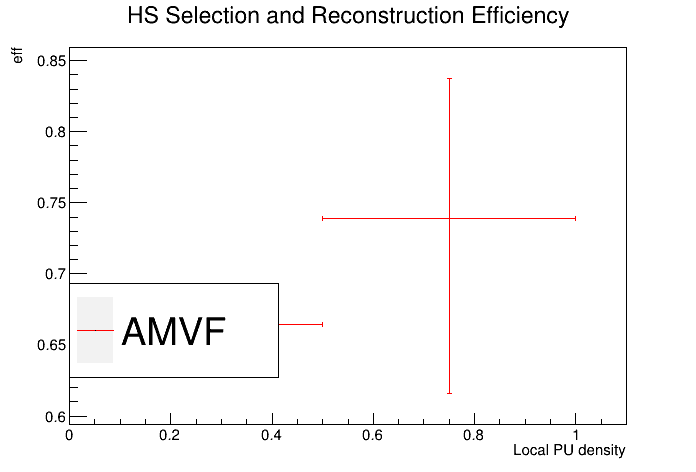 HS Selection and Reconstruction Efficiency
eff
0.85
0.8
0.75
0.7
0.65
0.6
AMVF
0 0.2 0.4 0.6 0.8 1
Local PU density